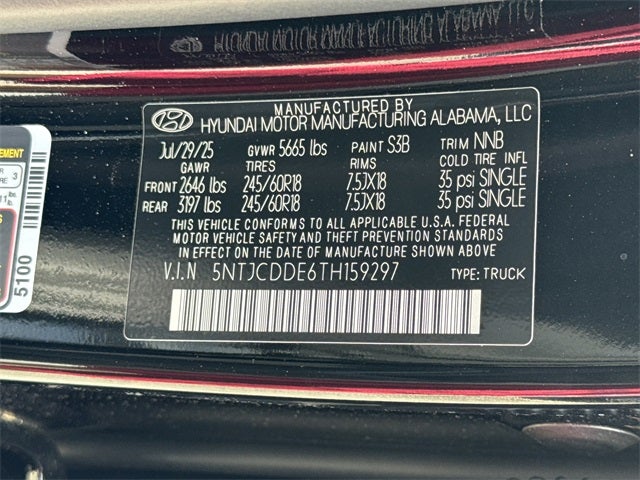 MANUFACTURED BY
HYUNDAI MOTOR MANUFACTURING ALABAMA, LLC
Jul/29/25 GVWR 5665 lbs PAINT S3B TRIM NNB
GAWR TIRES RIMS COLD TIRE INFL
FRONT 2646 lbs 245/60R18 7.5JX18 35 psi SINGLE
REAR 3197 lbs 245/60R18 7.5JX18 35 psi SINGLE
THIS VEHICLE CONFORMS TO ALL APPLICABLE U.S.A. FEDERAL
MOTOR VEHICLE SAFETY AND THEFT PREVENTION STANDARDS
IN EFFECT ON THE DATE OF MANUFACTURE SHOWN ABOVE.
V.I.N 5NTJCDDE6TH159297 TYPE: TRUCK
5100
3